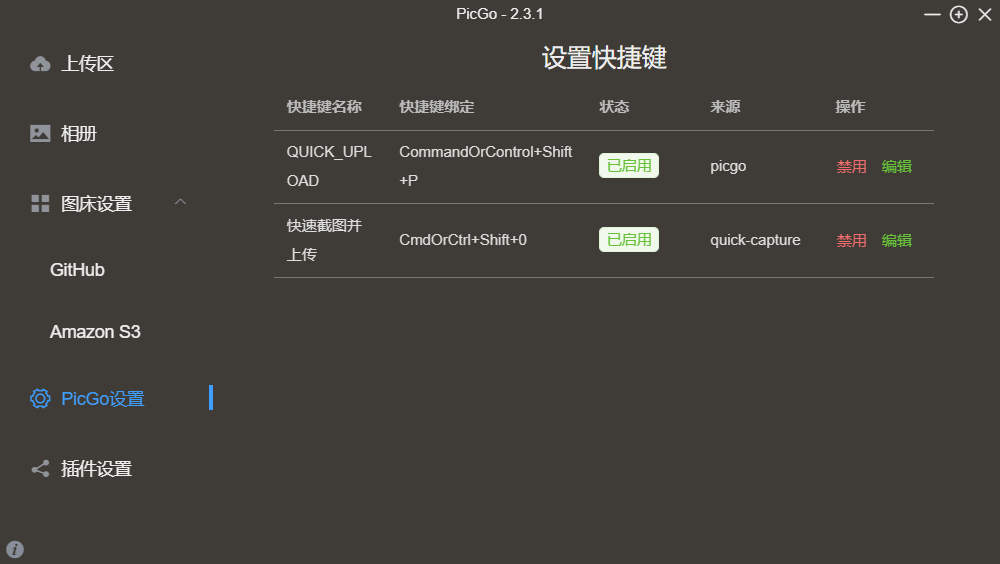 PicGo - 2.3.1
上传区
相册
图床设置
GitHub
Amazon S3
PicGo设置
插件设置
设置快捷键
快捷键名称 快捷键绑定 状态 来源 操作
QUICK_UPL
OAD
CommandOrControl+Shift
+P
已启用
picgo
禁用 编辑
快速截图并
上传
CmdOrCtrl+Shift+0
已启用
quick-capture
禁用 编辑